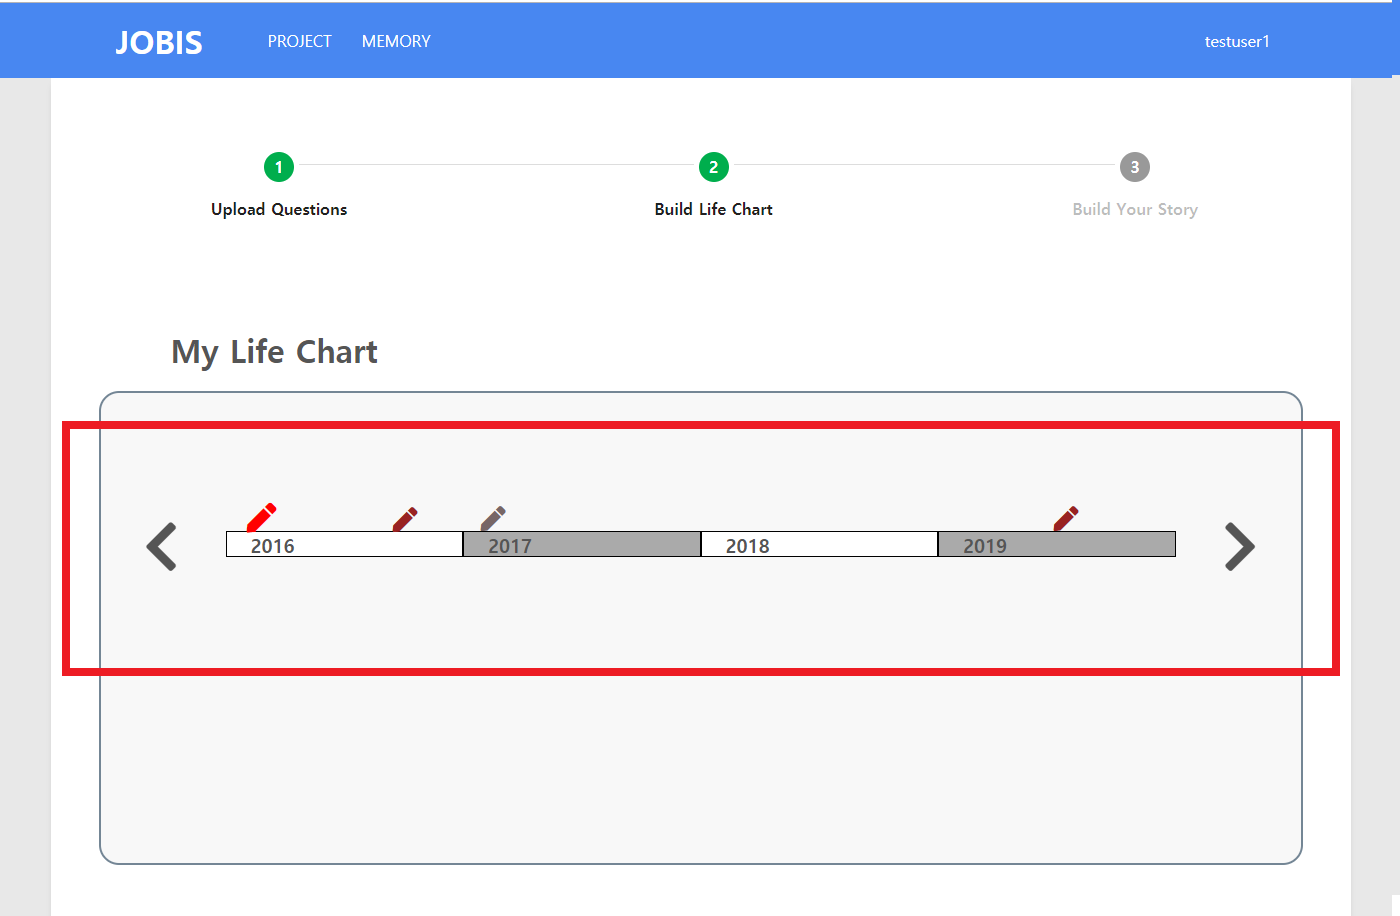 JOBIS PROJECT MEMORY testuser1
1 2 3
Upload Questions Build Life Chart Build Your Story
My Life Chart
2016 2017 2018 2019